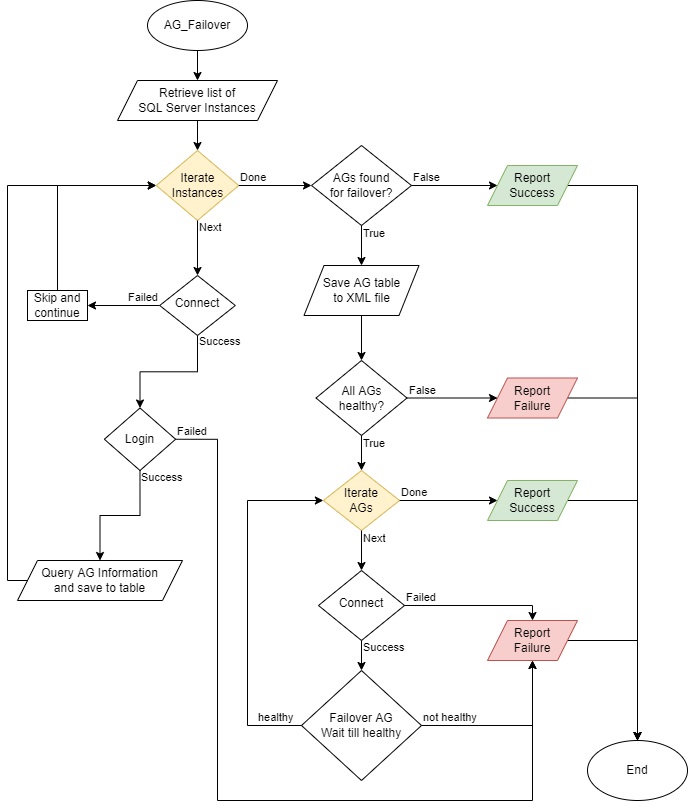 AG_Failover
Retrieve list of
SQL Server Instances
Iterate
Instances
Done
Next
AGs found
for failover?
False
True
Report
Success
Skip and
continue
Failed
Connect
Success
Save AG table
to XML file
All AGs
healthy?
False
True
Report
Failure
Login
Failed
Success
Iterate
AGs
Done
Next
Report
Success
Query AG Information
and save to table
Connect
Failed
Success
Report
Failure
healthy
Failover AG
Wait till healthy
not healthy
End